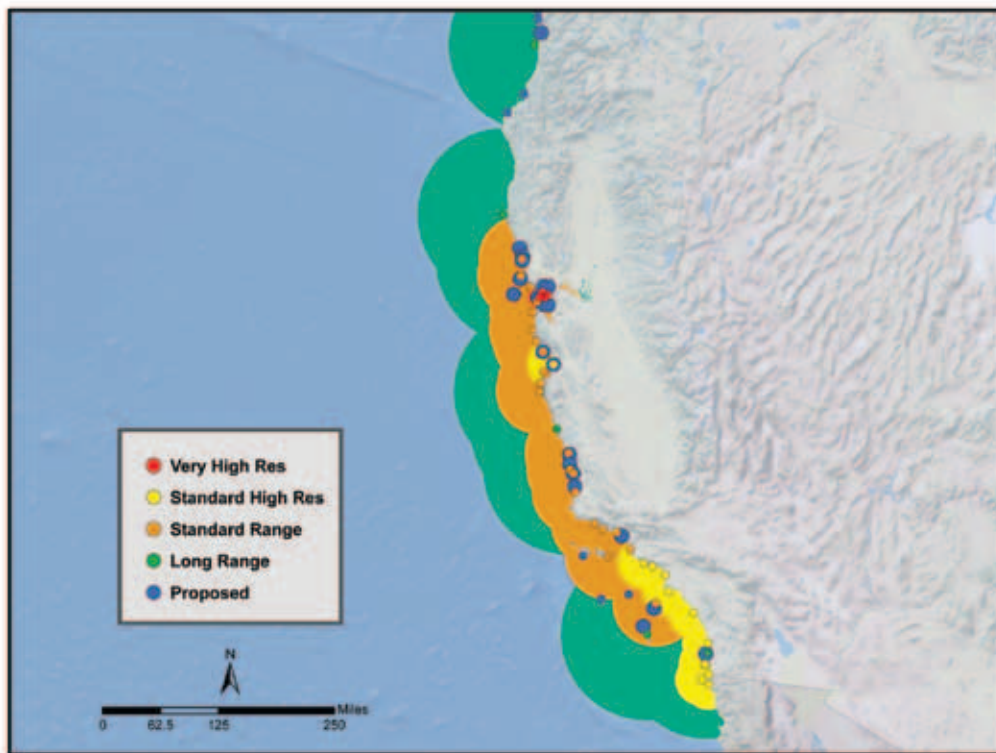 Very High Res
Standard High Res
Standard Range
Long Range
Proposed
N
Miles
0 62.5 125 250